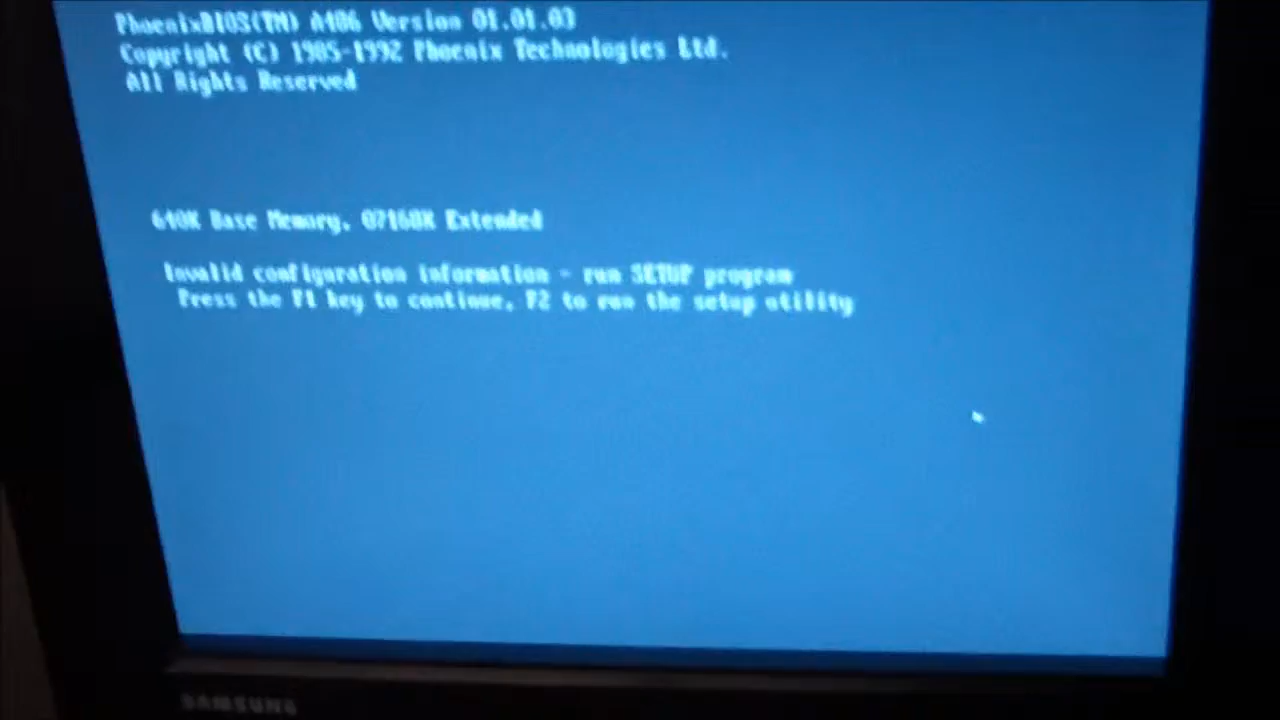 PhoenixBIOS(TM) A486 Version 01.01.03
Copyright (C) 1985-1992 Phoenix Technologies Ltd.
All Rights Reserved
640K Base Memory, 07168K Extended
Invalid configuration information - run SETUP program
Press the F1 key to continue, F2 to run the setup utility
SAMSUNG